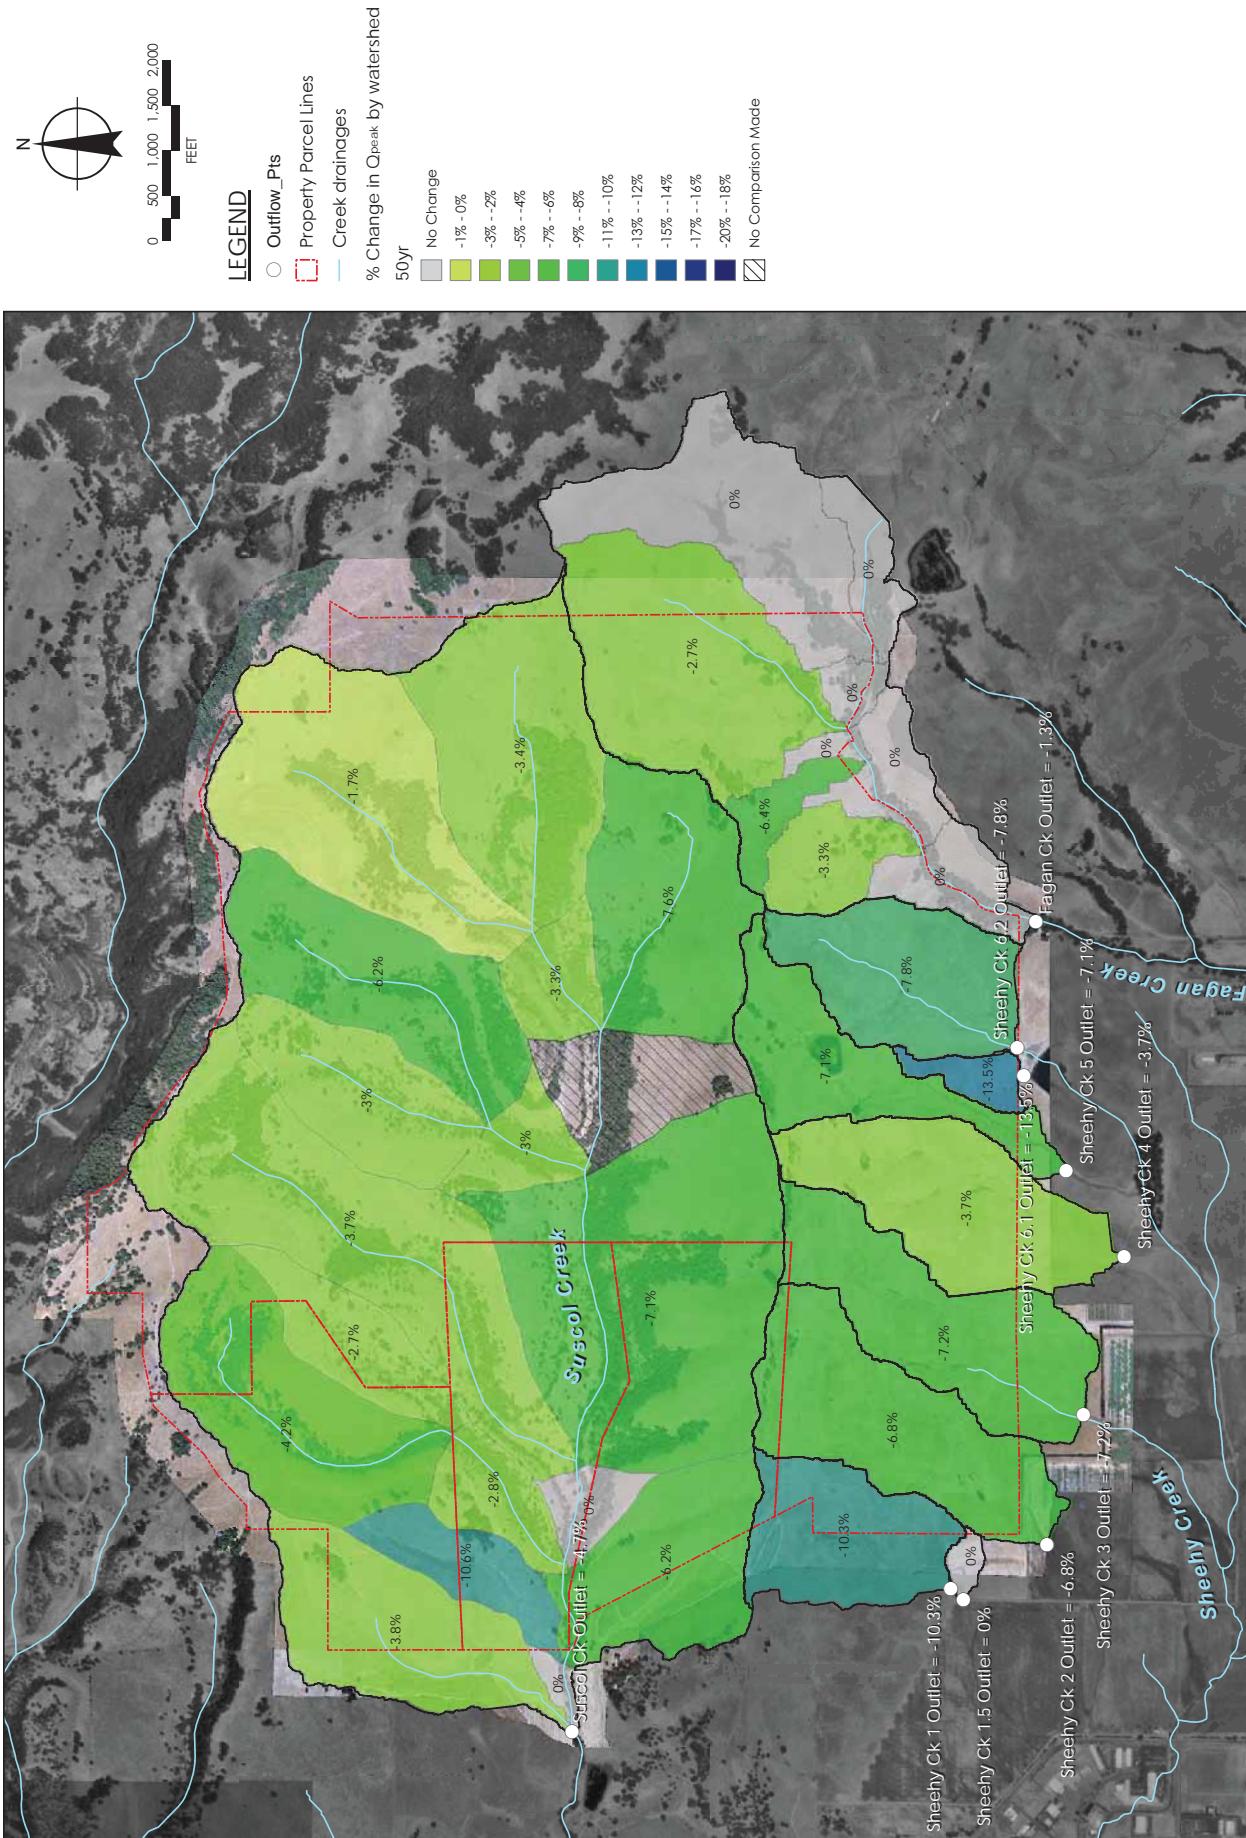 N
0 500 1,000 1,500 2,000
FEET
LEGEND
Outflow_Pts
Property Parcel Lines
Creek drainages
% Change in Qpeak by watershed
50yr
No Change
-1% - 0%
-3% - -2%
-5% - -4%
-7% - -6%
-9% - -8%
-11% - -10%
-13% - -12%
-15% - -14%
-17% - -16%
-20% - -18%
No Comparison Made
-1.7%
-3.4%
-6.2%
-3.3%
-7.6%
-3%
-3%
-3.7%
-2.7%
-4.2%
-2.8%
-10.6%
-3.8%
0%
0%
-7.1%
-6.2%
Suscol Creek
Suscol Ck Outlet = -4.7%
0%
0%
-2.7%
0%
0%
0%
-6.4%
-3.3%
0%
-7.8%
-7.1%
-13.5%
-3.7%
-7.2%
-6.8%
-10.3%
0%
Fagan Ck Outlet = -1.3%
Sheehy Ck 6.2 Outlet = -7.8%
Sheehy Ck 6.1 Outlet = -13.5%
Sheehy Ck 5 Outlet = -7.1%
Sheehy Ck 4 Outlet = -3.7%
Sheehy Ck 3 Outlet = -7.2%
Sheehy Ck 2 Outlet = -6.8%
Sheehy Ck 1.5 Outlet = 0%
Sheehy Ck 1 Outlet = -10.3%
Fagan Creek
Sheehy Creek